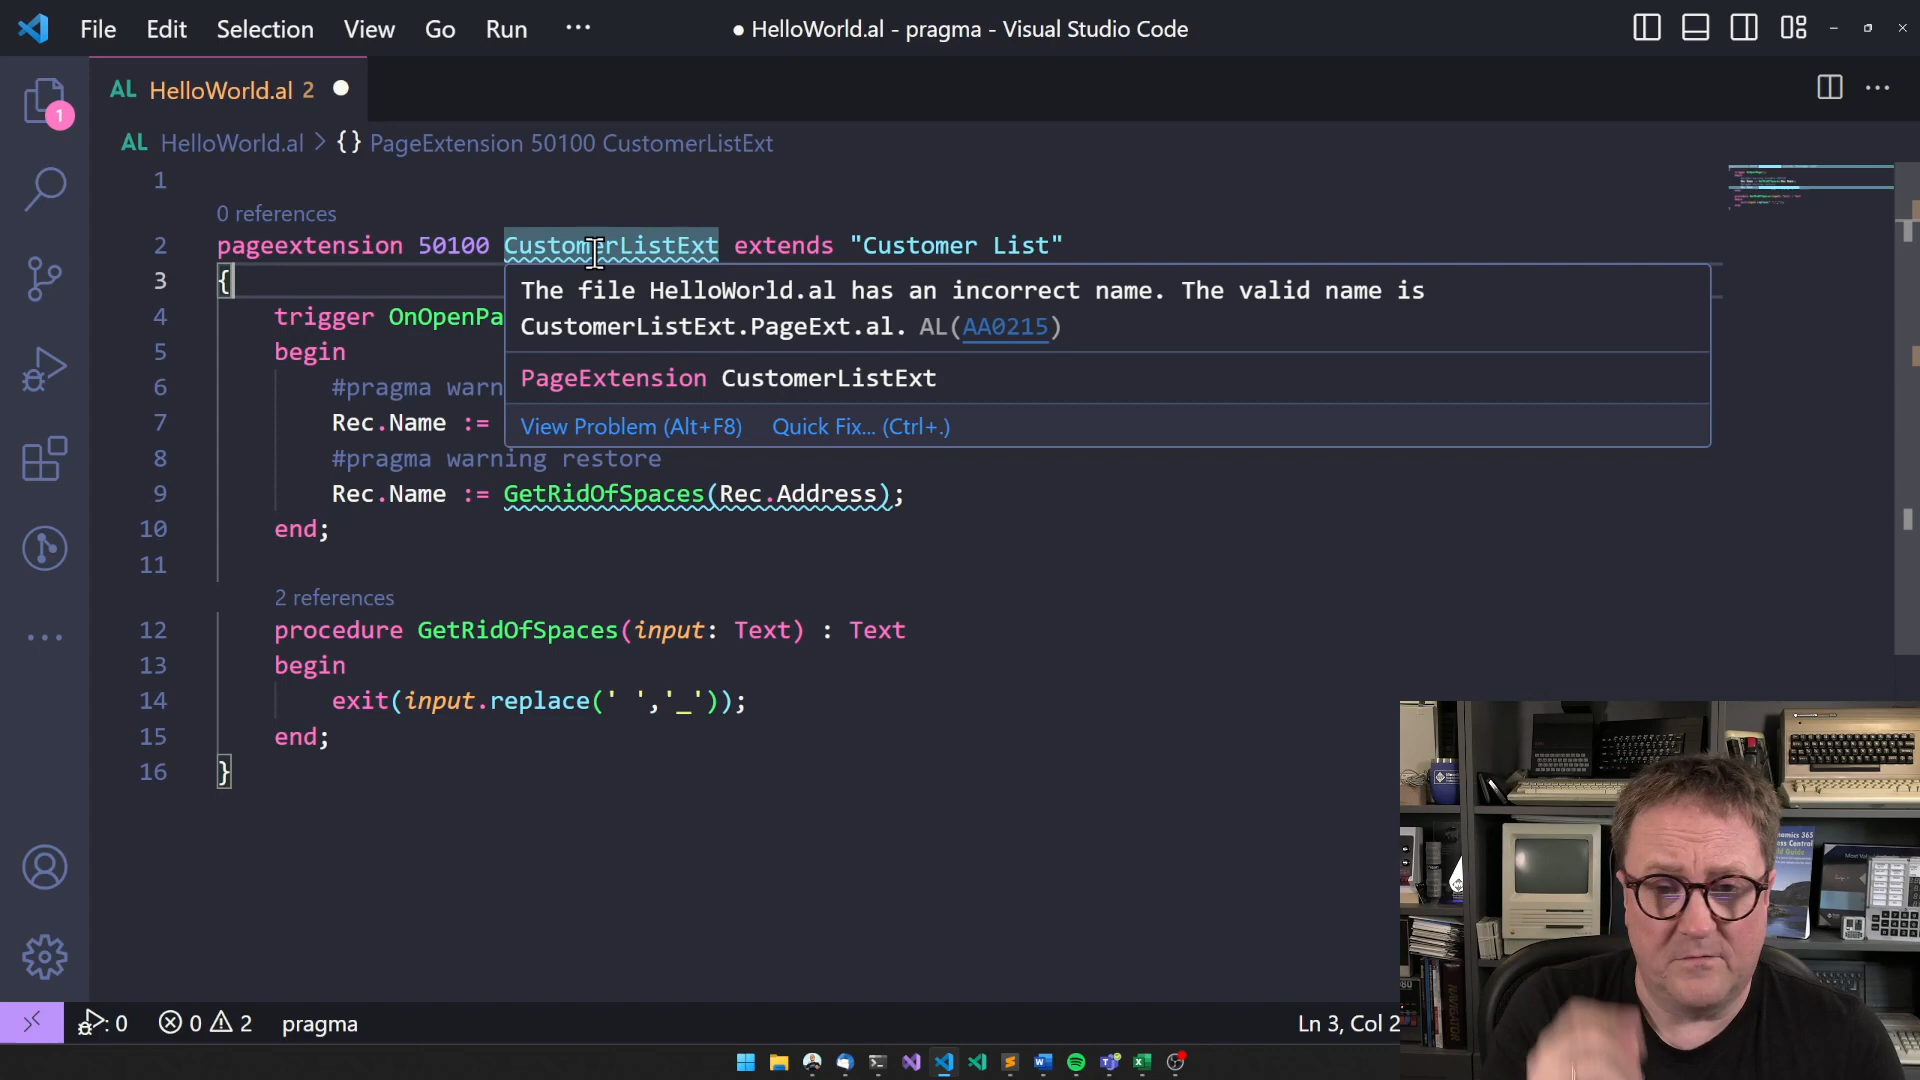 File Edit Selection View Go Run ··· ● HelloWorld.al - pragma - Visual Studio Code
AL HelloWorld.al 2 ●
1
AL HelloWorld.al > {} PageExtension 50100 CustomerListExt
1
0 references
2 pageextension 50100 CustomerListExt extends "Customer List"
3 {
The file HelloWorld.al has an incorrect name. The valid name is
CustomerListExt.PageExt.al. AL(AA0215)
PageExtension CustomerListExt
View Problem (Alt+F8) Quick Fix... (Ctrl+.)
4 trigger OnOpenPa
5 begin
6 #pragma warn
7 Rec.Name :=
8 #pragma warning restore
9 Rec.Name := GetRidOfSpaces(Rec.Address);
10 end;
11
2 references
12 procedure GetRidOfSpaces(input: Text) : Text
13 begin
14 exit(input.replace(' ','_'));
15 end;
16 }
0 0 2 pragma Ln 3, Col 2